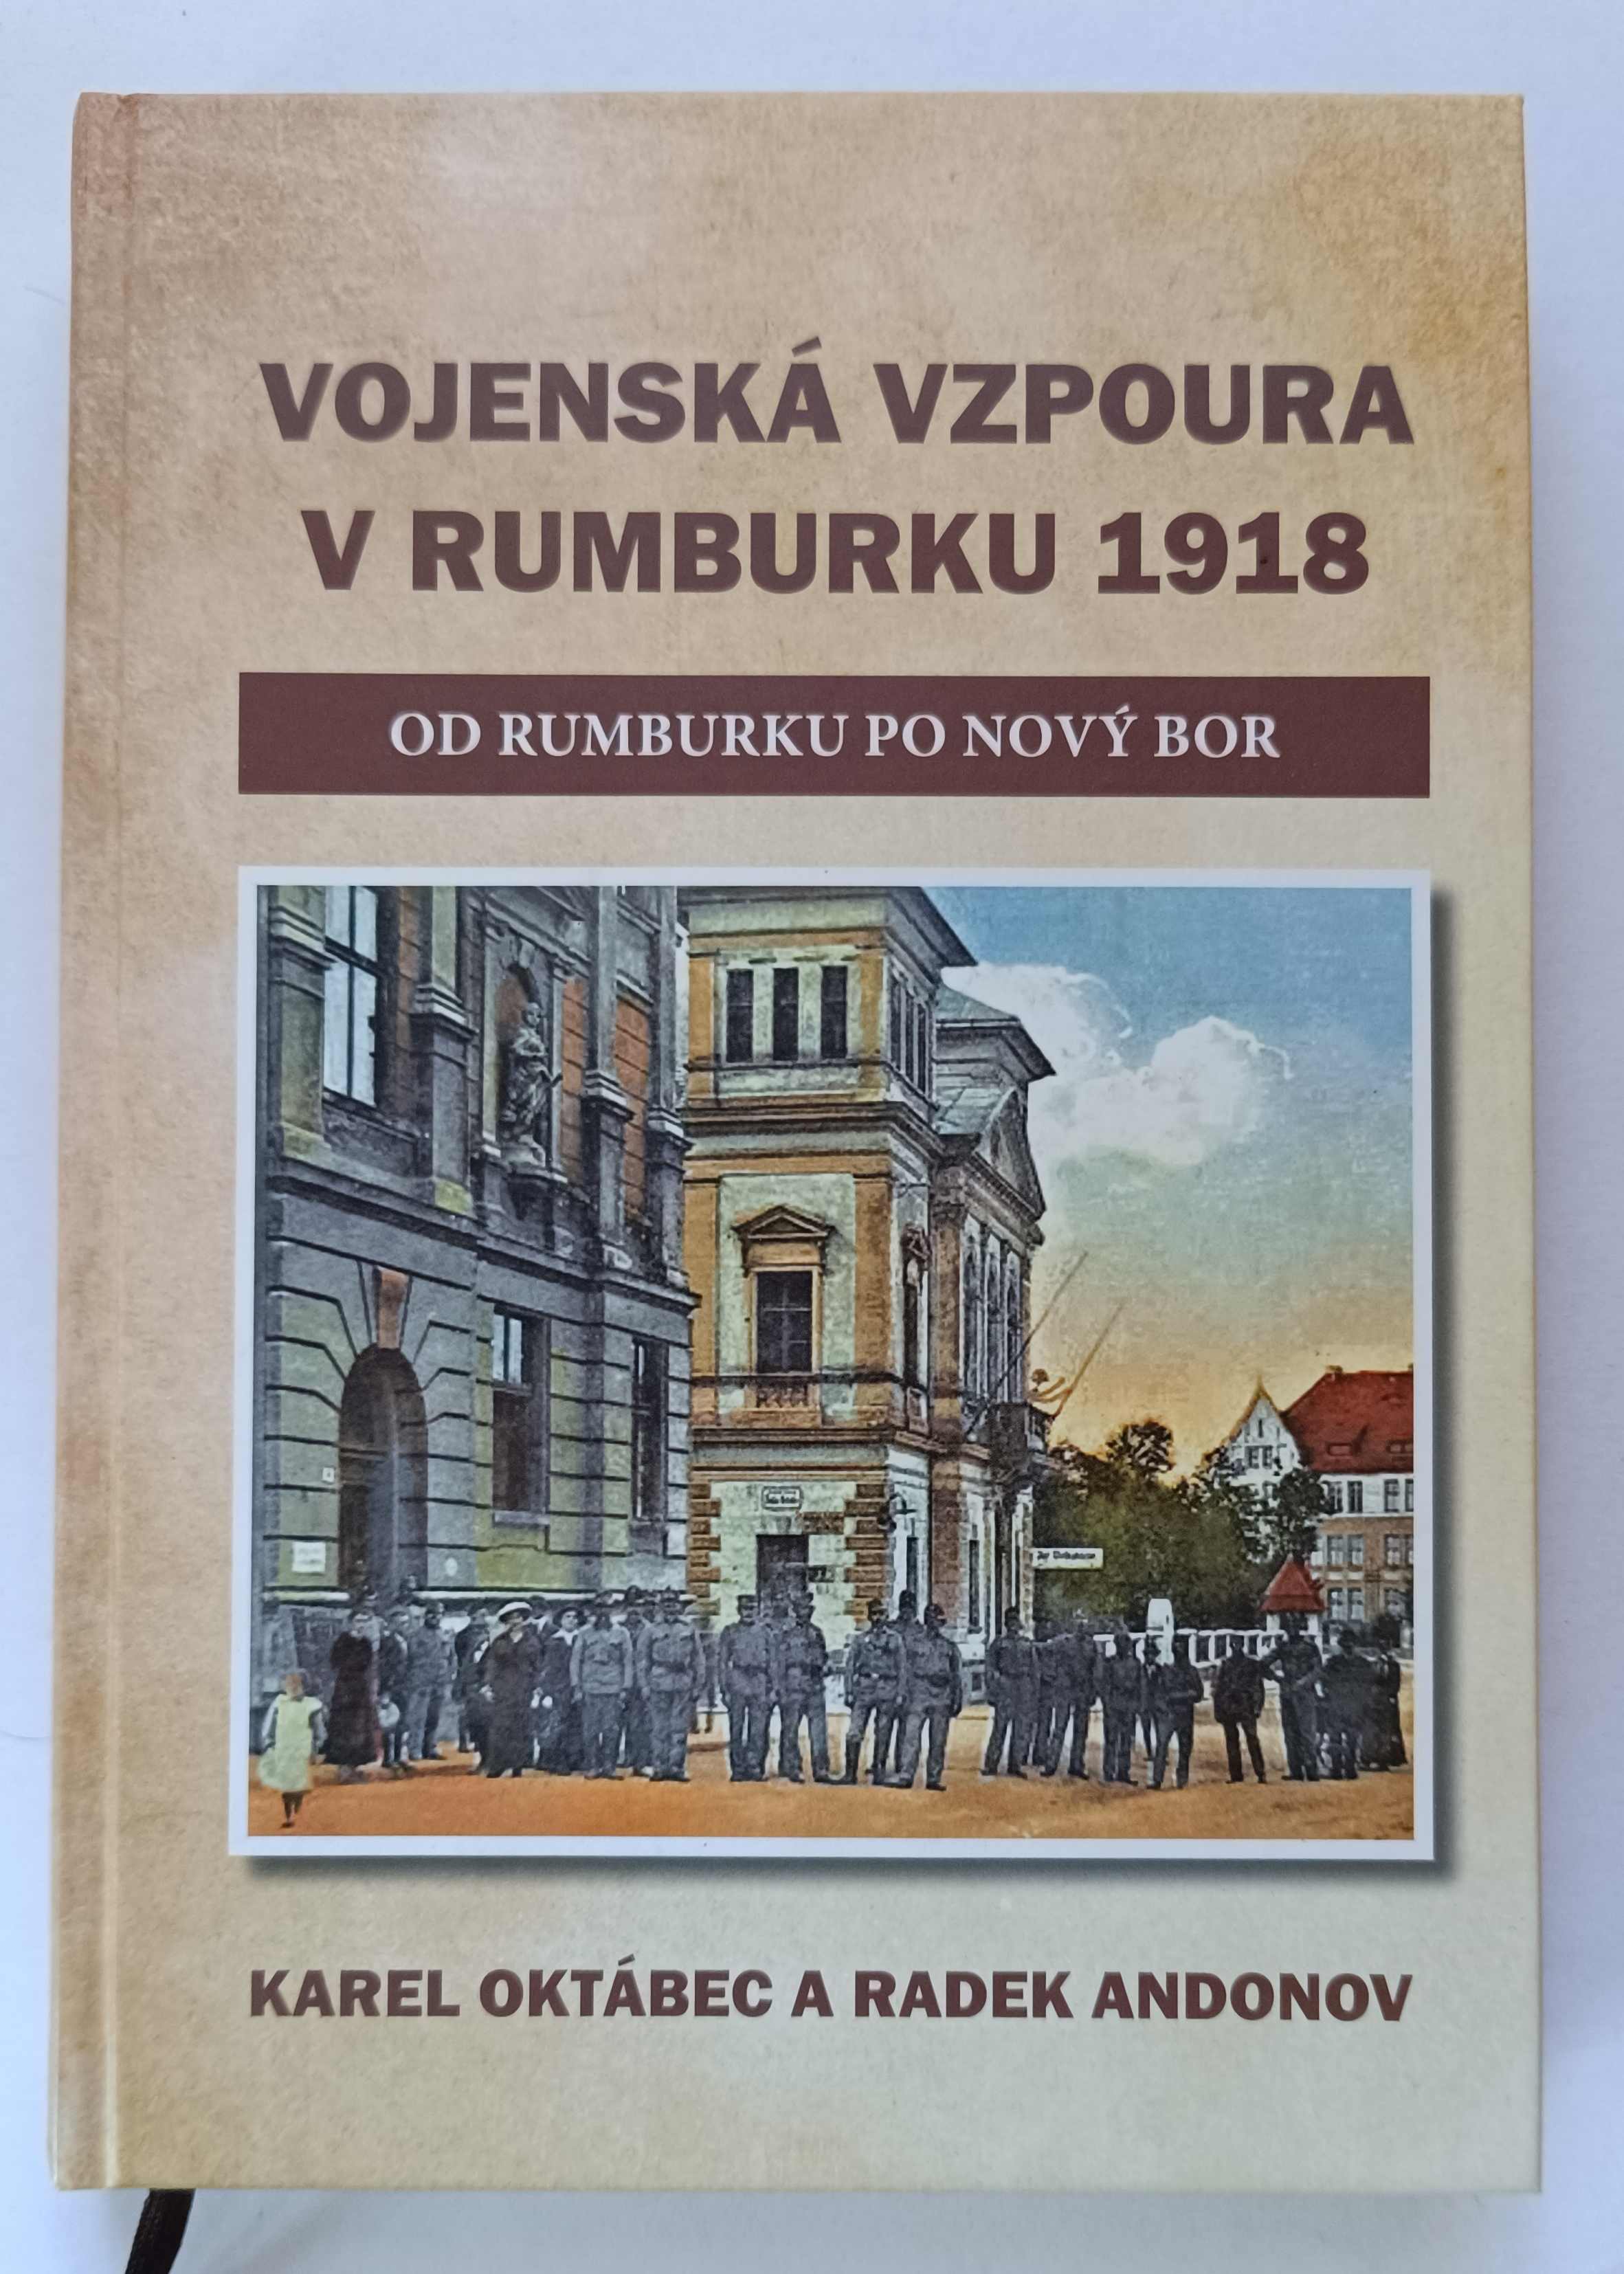 VOJENSKÁ VZPOURA
V RUMBURKU 1918
OD RUMBURKU PO NOVÝ BOR
KAREL OKTÁBEC A RADEK ANDONOV